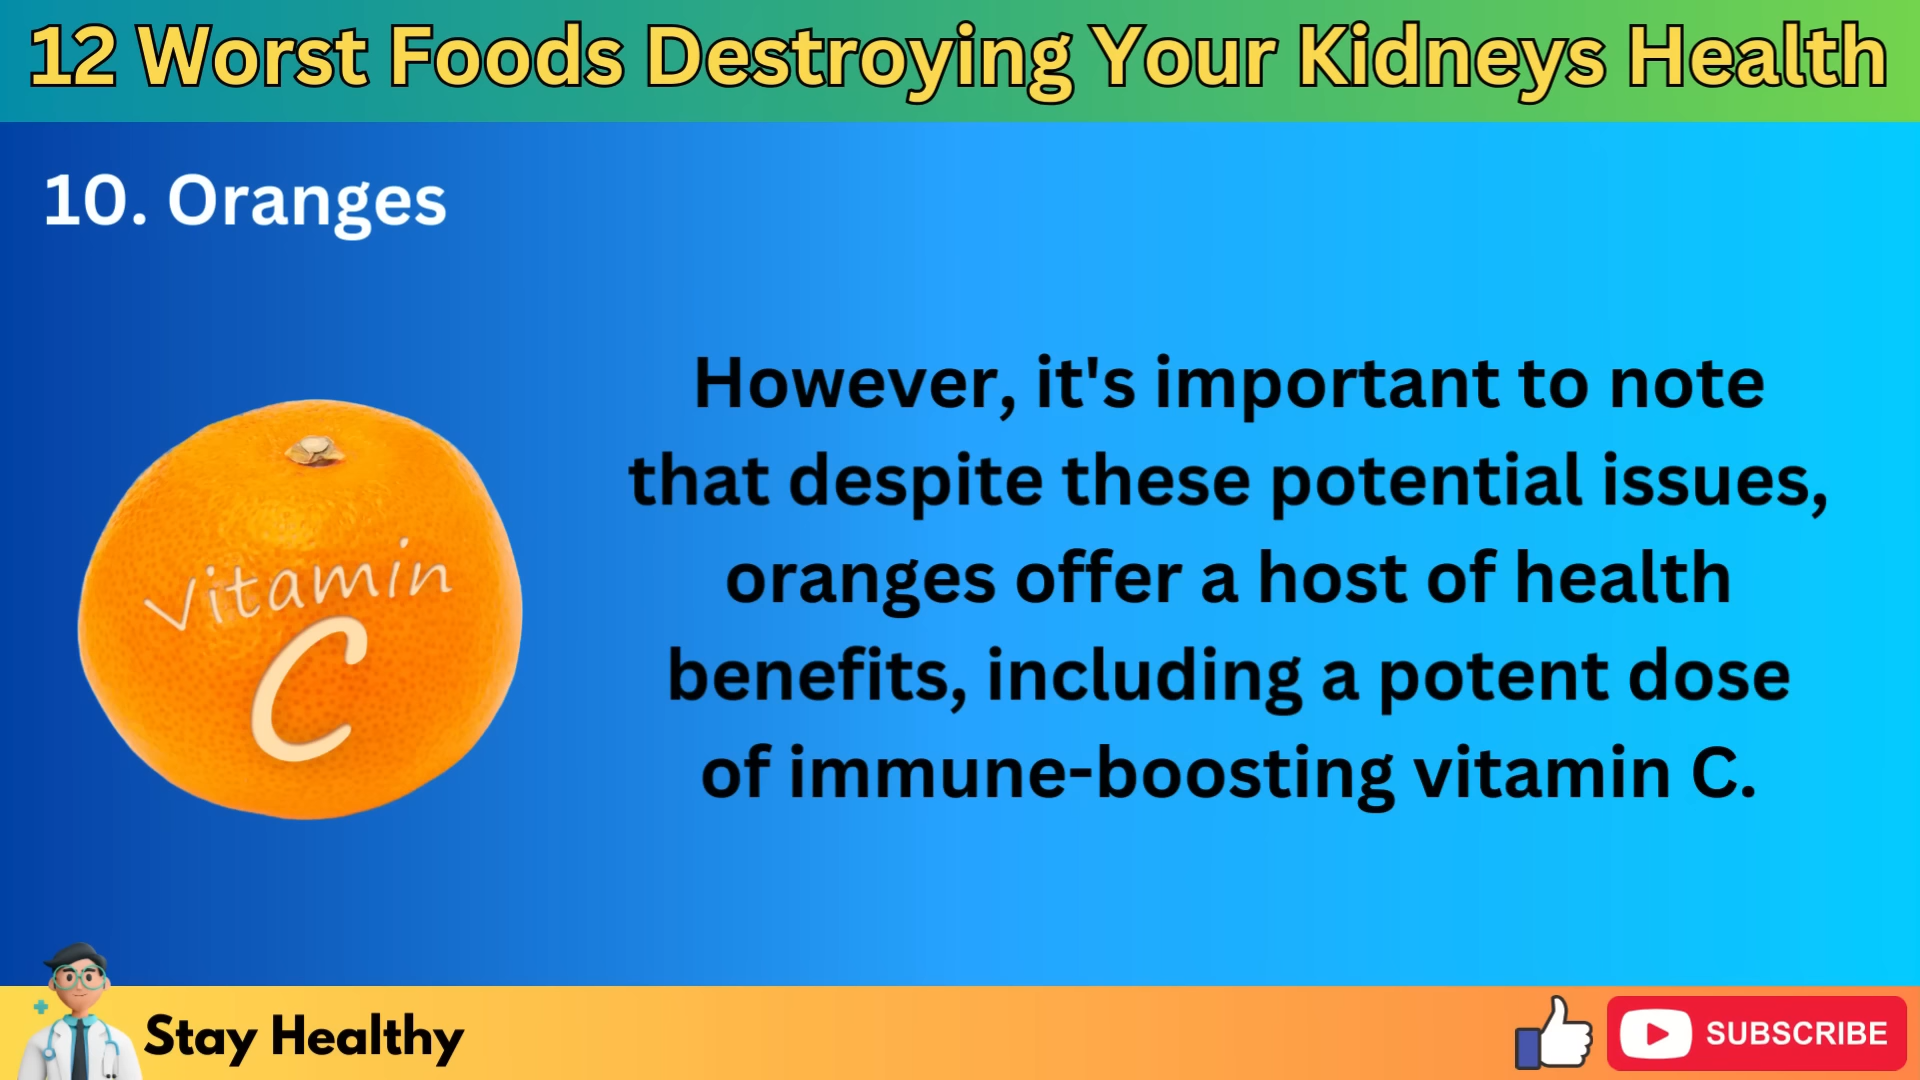 12 Worst Foods Destroying Your Kidneys Health
10. Oranges
However, it's important to note
that despite these potential issues,
oranges offer a host of health
benefits, including a potent dose
of immune-boosting vitamin C.
Vitamin
C
Stay Healthy
SUBSCRIBE